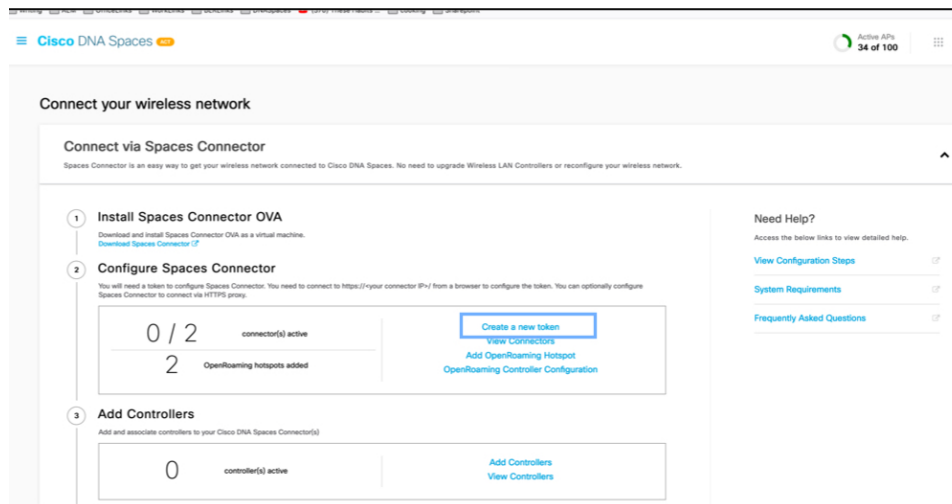 Cisco DNA Spaces ACT
Active APs
34 of 100
Connect your wireless network
Connect via Spaces Connector
Spaces Connector is an easy way to get your wireless network connected to Cisco DNA Spaces. No need to upgrade Wireless LAN Controllers or reconfigure your wireless network.
1
Install Spaces Connector OVA
Download and install Spaces Connector OVA as a virtual machine.
Download Spaces Connector
2
Configure Spaces Connector
You will need a token to configure Spaces Connector. You need to connect to https://<your connector IP>/ from a browser to configure the token. You can optionally configure
Spaces Connector to connect via HTTPS proxy.
0 / 2 connector(s) active
2 OpenRoaming hotspots added
Create a new token
View Connectors
Add OpenRoaming Hotspot
OpenRoaming Controller Configuration
3
Add Controllers
Add and associate controllers to your Cisco DNA Spaces Connector(s)
0 controller(s) active
Add Controllers
View Controllers
Need Help?
Access the below links to view detailed help.
View Configuration Steps
System Requirements
Frequently Asked Questions